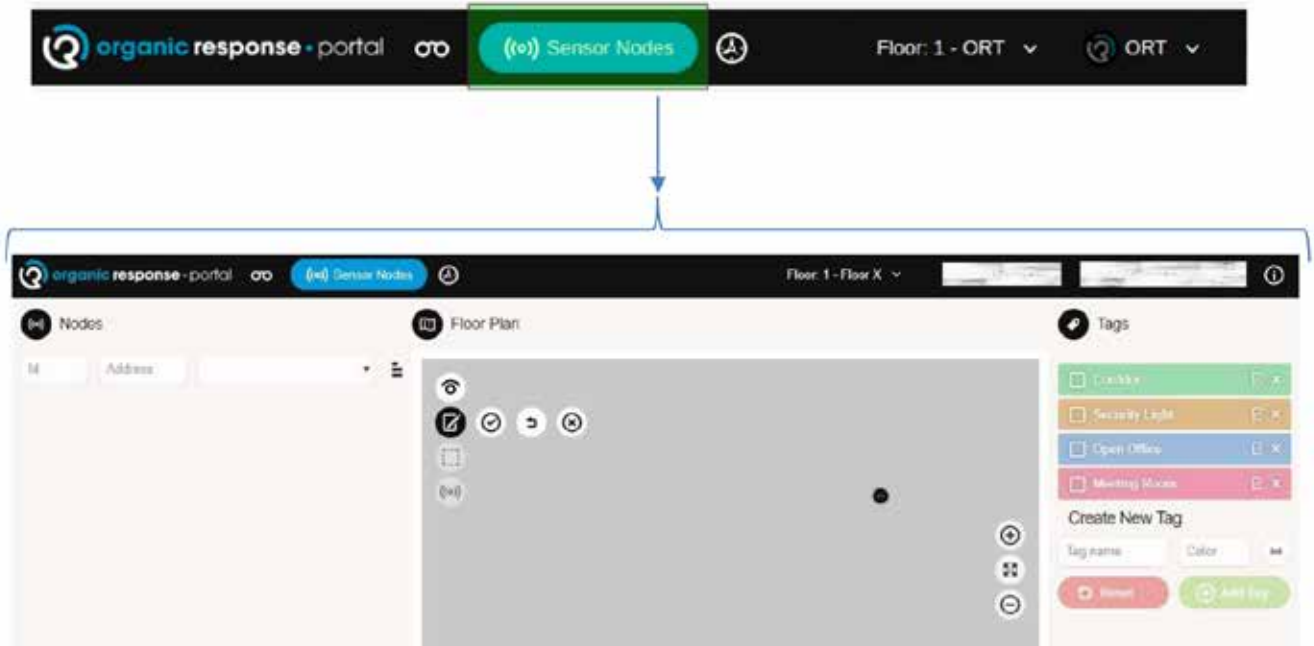 organic response · portal ((o)) Sensor Nodes Floor: 1 - ORT ORT
organic response · portal ((o)) Sensor Nodes Floor: 1 - Floor X
Nodes Floor Plan Tags
Id Address
Corridor
Security Light
Open Office
Meeting Room
Create New Tag
Tag name Color
Reset Add Tag